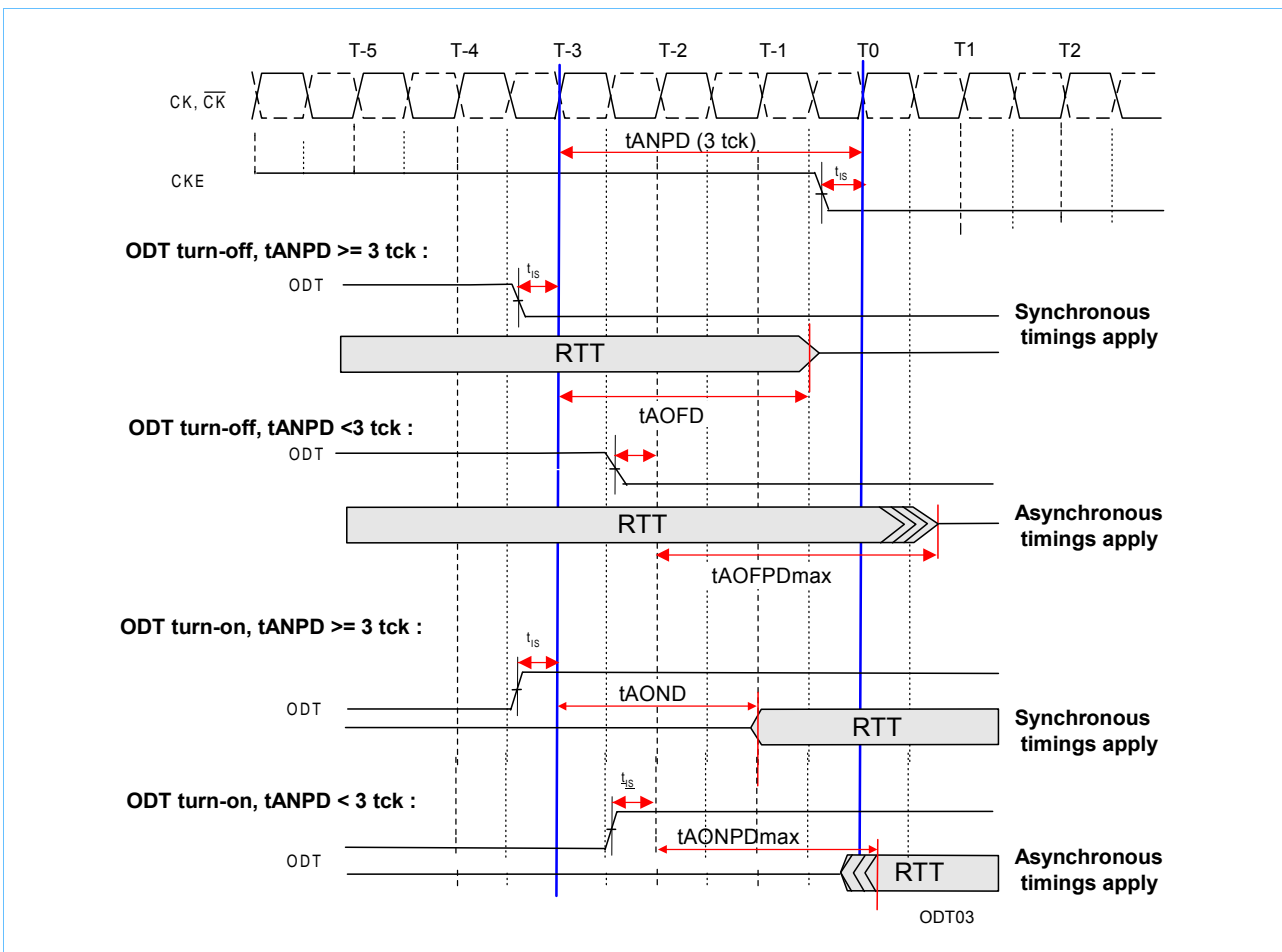 T-5 T-4 T-3 T-2 T-1 T0 T1 T2
CK, CK
tANPD (3 tck)
CKE
tIS
ODT turn-off, tANPD >= 3 tck :
tIS
ODT
Synchronous
timings apply
RTT
tAOFD
ODT turn-off, tANPD <3 tck :
ODT
RTT
Asynchronous
timings apply
tAOFPDmax
ODT turn-on, tANPD >= 3 tck :
tIS
tAOND
ODT
RTT
Synchronous
timings apply
tIS
ODT turn-on, tANPD < 3 tck :
tAONPDmax
ODT
RTT
Asynchronous
timings apply
ODT03